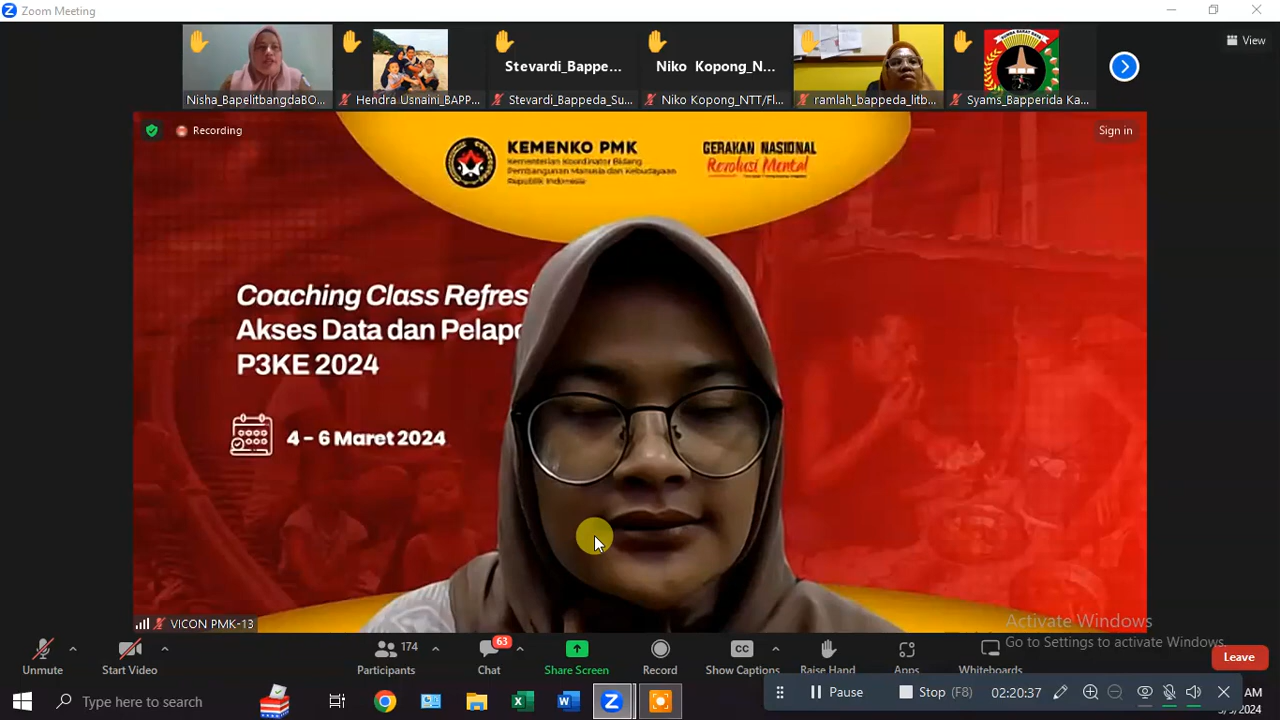 Zoom Meeting
View
Stevardi_Bappe...
Niko Kopong_N...
Nisha_BapelitbangdaBO...
Hendra Usnaini_BAPP...
Stevardi_Bappeda_Su...
Niko Kopong_NTT/Fl...
ramlah_bappeda_litb...
Syams_Bapperida Ka...
Recording
Sign in
KEMENKO PMK
Kementerian Koordinator Bidang
Pembangunan Manusia dan Kebudayaan
Republik Indonesia
GERAKAN NASIONAL
Revolusi Mental
Coaching Class Refres
Akses Data dan Pelapo
P3KE 2024
4 - 6 Maret 2024
VICON PMK-13
Activate Windows
Go to Settings to activate Windows.
Unmute
Start Video
174
Participants
63
Chat
Share Screen
Record
CC
Show Captions
Raise Hand
Apps
Whiteboards
Leave
Type here to search
Pause
Stop (F8)
02:20:37
AM
/2024